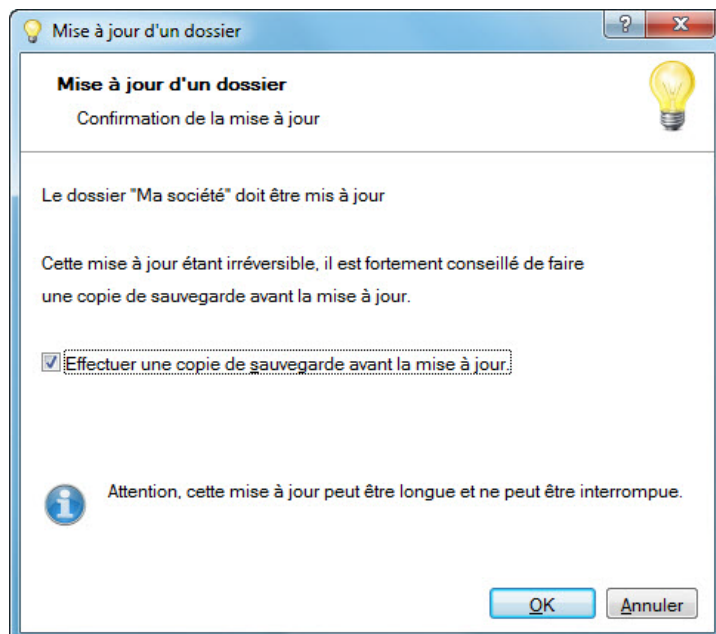 Mise à jour d'un dossier
Mise à jour d'un dossier
Confirmation de la mise à jour
Le dossier "Ma société" doit être mis à jour
Cette mise à jour étant irréversible, il est fortement conseillé de faire
une copie de sauvegarde avant la mise à jour.
Effectuer une copie de sauvegarde avant la mise à jour.
Attention, cette mise à jour peut être longue et ne peut être interrompue.
OK Annuler